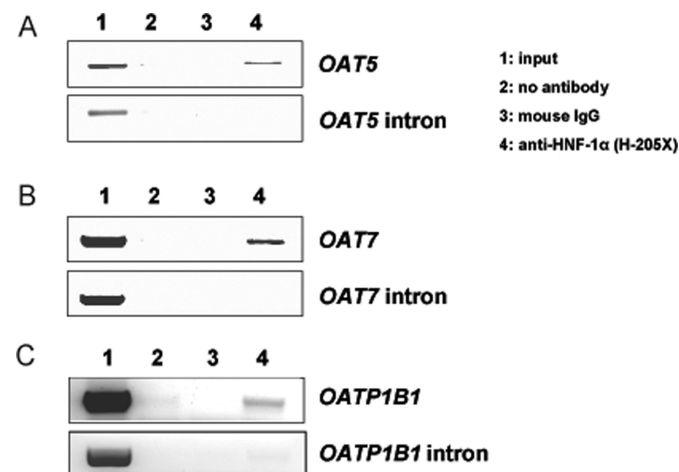 A
1 2 3 4
OAT5
OAT5 intron
1: input
2: no antibody
3: mouse IgG
4: anti-HNF-1α (H-205X)
B
1 2 3 4
OAT7
OAT7 intron
C
1 2 3 4
OATP1B1
OATP1B1 intron